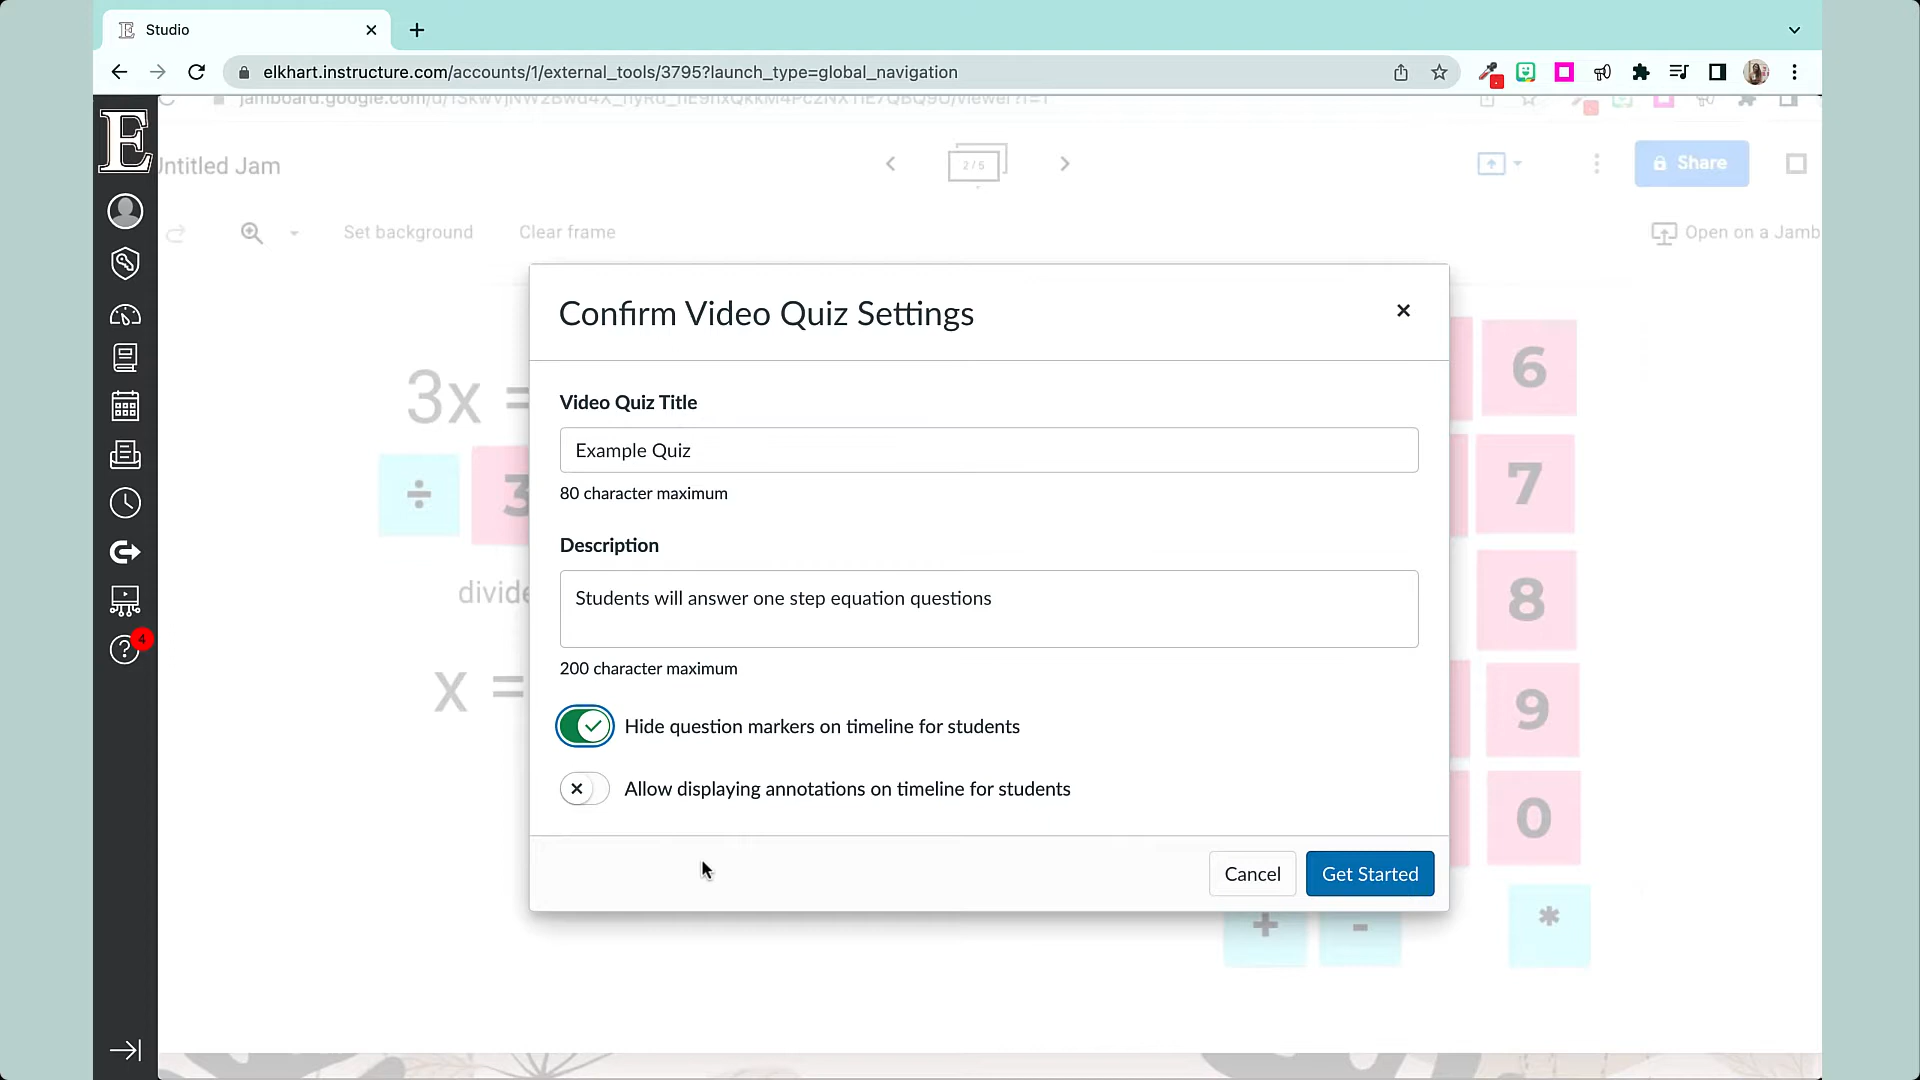 Studio
elkhart.instructure.com/accounts/1/external_tools/3795?launch_type=global_navigation
E
Untitled Jam
2 / 5
Share
Set background
Clear frame
Open on a Jamb
Confirm Video Quiz Settings
3x =
6
Video Quiz Title
Example Quiz
÷ 3
7
80 character maximum
Description
divide
Students will answer one step equation questions
8
200 character maximum
4
x =
9
Hide question markers on timeline for students
Allow displaying annotations on timeline for students
0
Cancel
Get Started
+ - *